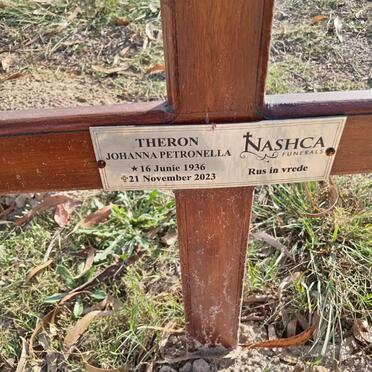 THERON
JOHANNA PETRONELLA
★ 16 Junie 1936
✞ 21 November 2023
NASHCA
FUNERALS
Rus in vrede